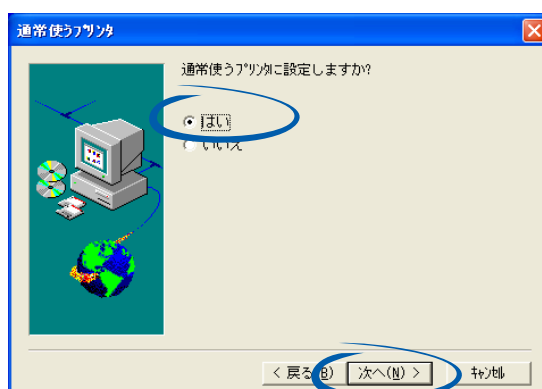 通常使うプリンタ
通常使うプリンタに設定しますか?
はい
いいえ
< 戻る(B)
次へ(N) >
キャンセル